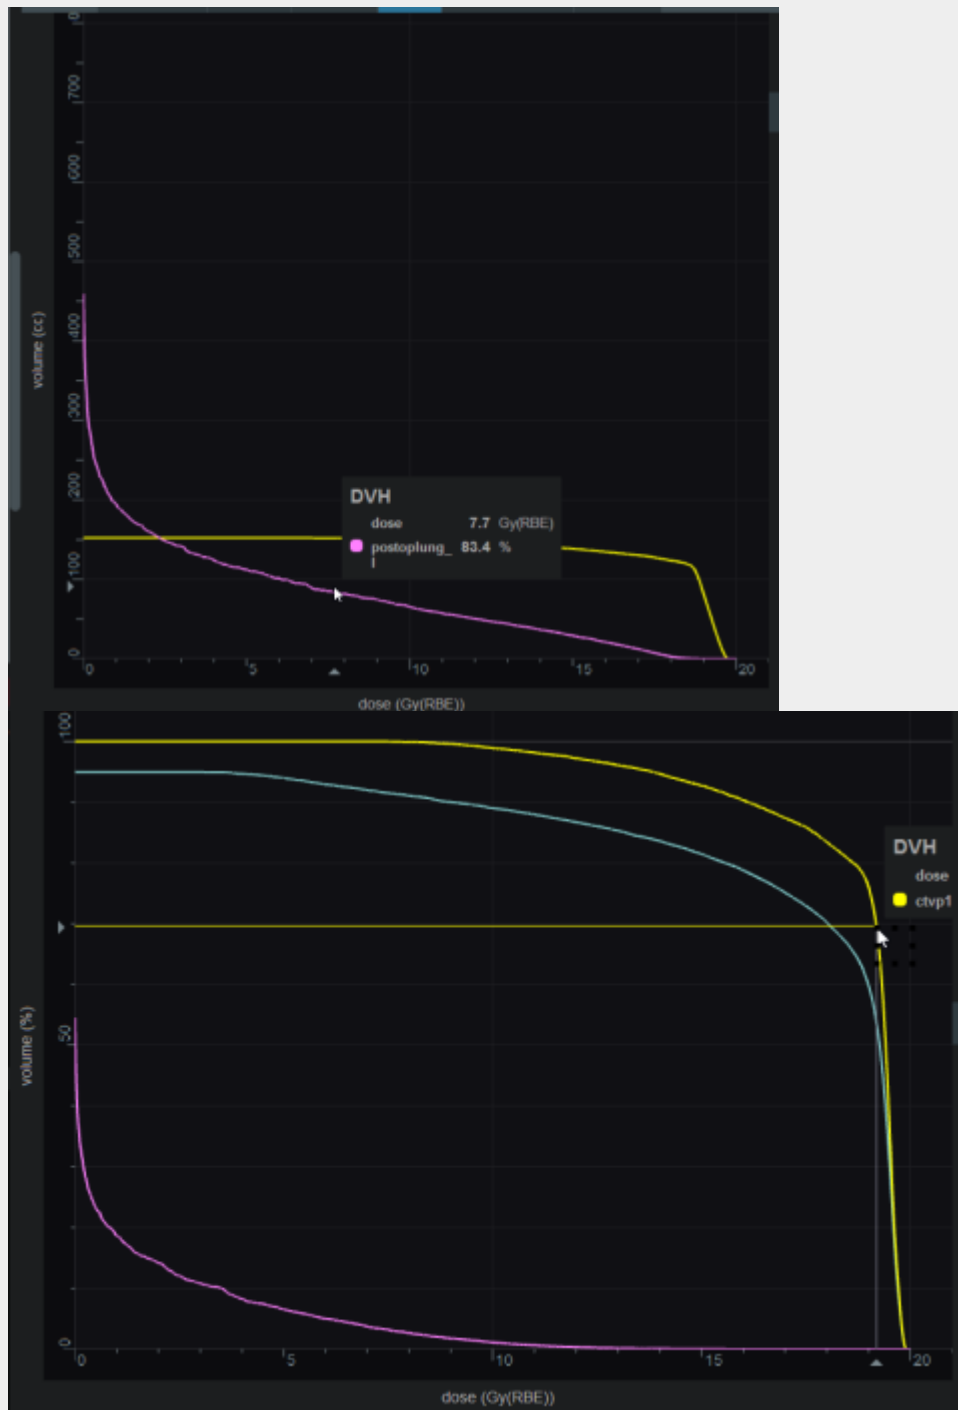 0
700
600
500
400
300
200
100
0
volume (cc)
DVH
dose 7.7 Gy(RBE)
postoplung_ 83.4 %
l
0 5 10 15 20
dose (Gy(RBE))
100
50
0
volume (%)
DVH
dose
ctvp1
0 5 10 15 20
dose (Gy(RBE))